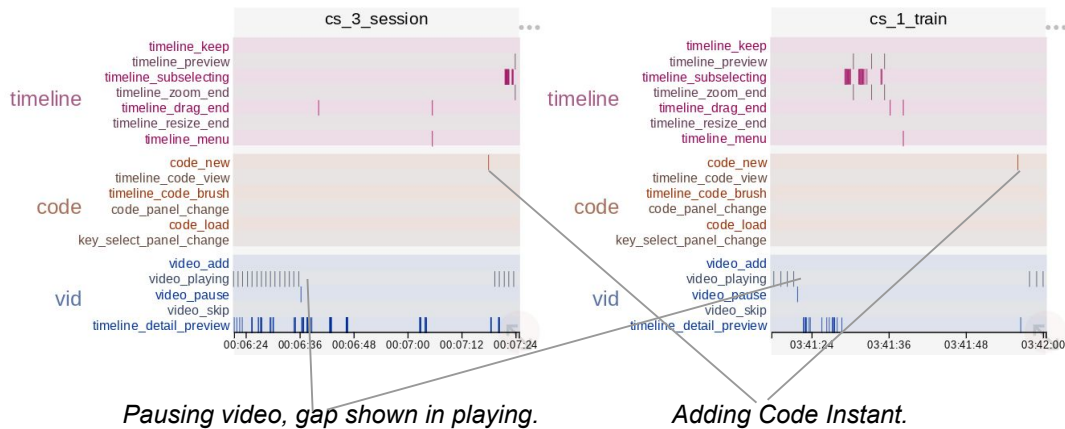 cs_3_session
timeline
timeline_keep
timeline_preview
timeline_subselecting
timeline_zoom_end
timeline_drag_end
timeline_resize_end
timeline_menu
code
code_new
timeline_code_view
timeline_code_brush
code_panel_change
code_load
key_select_panel_change
vid
video_add
video_playing
video_pause
video_skip
timeline_detail_preview
00:06:24 00:06:36 00:06:48 00:07:00 00:07:12 00:07:24
cs_1_train
timeline
timeline_keep
timeline_preview
timeline_subselecting
timeline_zoom_end
timeline_drag_end
timeline_resize_end
timeline_menu
code
code_new
timeline_code_view
timeline_code_brush
code_panel_change
code_load
key_select_panel_change
vid
video_add
video_playing
video_pause
video_skip
timeline_detail_preview
03:41:24 03:41:36 03:41:48 03:42:00
Pausing video, gap shown in playing.
Adding Code Instant.